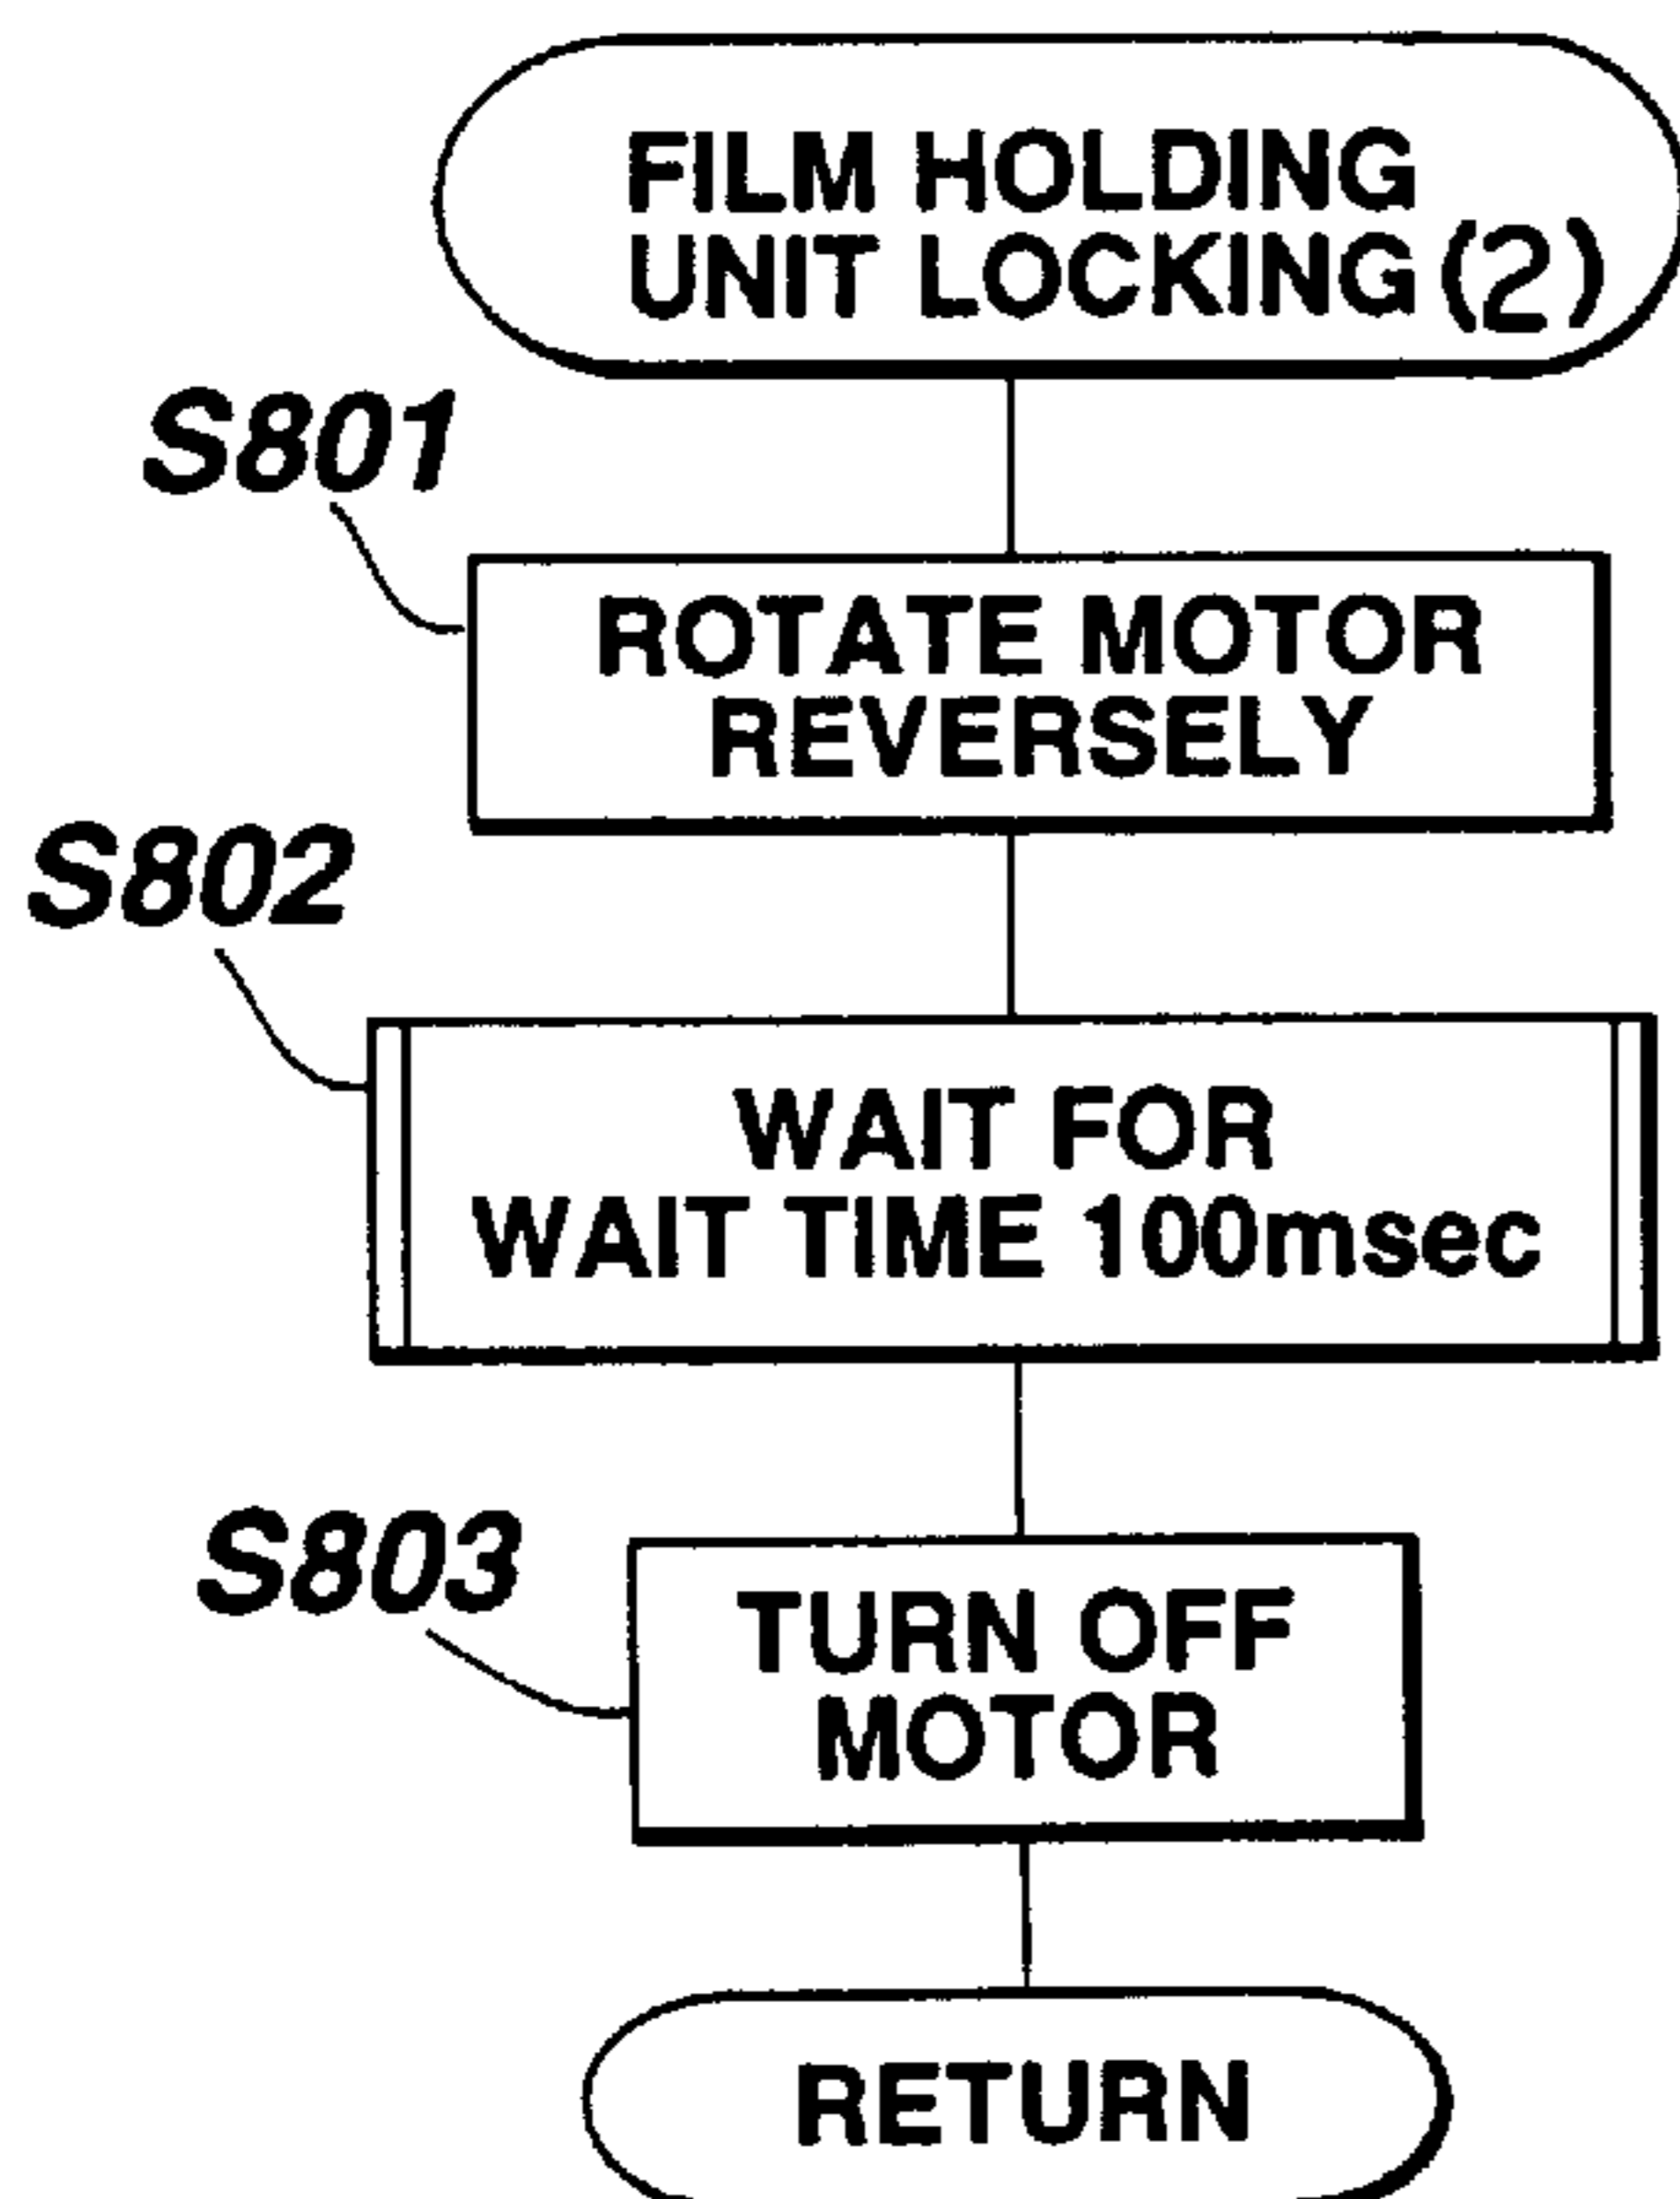 FILM HOLDING
UNIT LOCKING (2)
S801
ROTATE MOTOR
REVERSELY
S802
WAIT FOR
WAIT TIME 100msec
S803
TURN OFF
MOTOR
RETURN